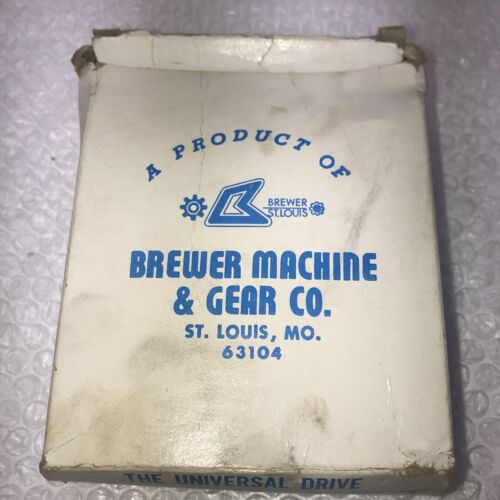 A PRODUCT OF
BREWER
ST.LOUIS
BREWER MACHINE
& GEAR CO.
ST. LOUIS, MO.
63104
THE UNIVERSAL DRIVE